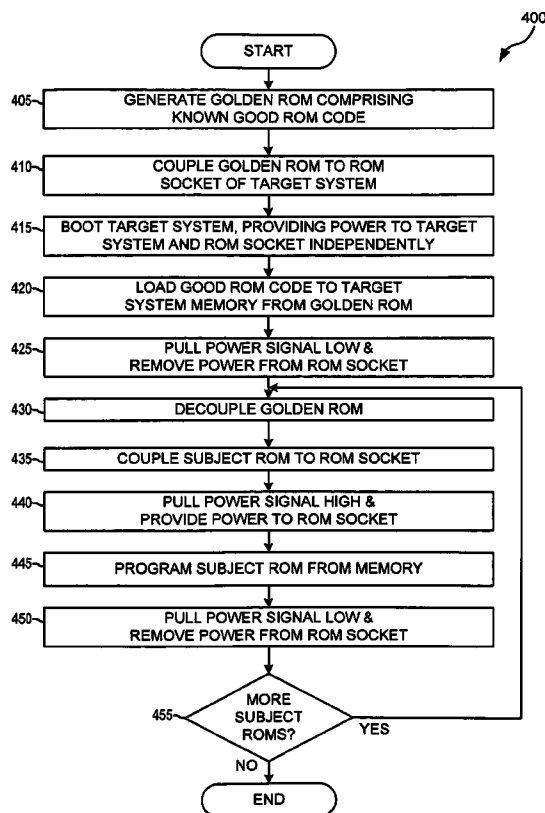 400
START
405
GENERATE GOLDEN ROM COMPRISING
KNOWN GOOD ROM CODE
410
COUPLE GOLDEN ROM TO ROM
SOCKET OF TARGET SYSTEM
415
BOOT TARGET SYSTEM, PROVIDING POWER TO TARGET
SYSTEM AND ROM SOCKET INDEPENDENTLY
420
LOAD GOOD ROM CODE TO TARGET
SYSTEM MEMORY FROM GOLDEN ROM
425
PULL POWER SIGNAL LOW &
REMOVE POWER FROM ROM SOCKET
430
DECOUPLE GOLDEN ROM
435
COUPLE SUBJECT ROM TO ROM SOCKET
440
PULL POWER SIGNAL HIGH &
PROVIDE POWER TO ROM SOCKET
445
PROGRAM SUBJECT ROM FROM MEMORY
450
PULL POWER SIGNAL LOW &
REMOVE POWER FROM ROM SOCKET
455
MORE
SUBJECT
ROMS?
YES
NO
END